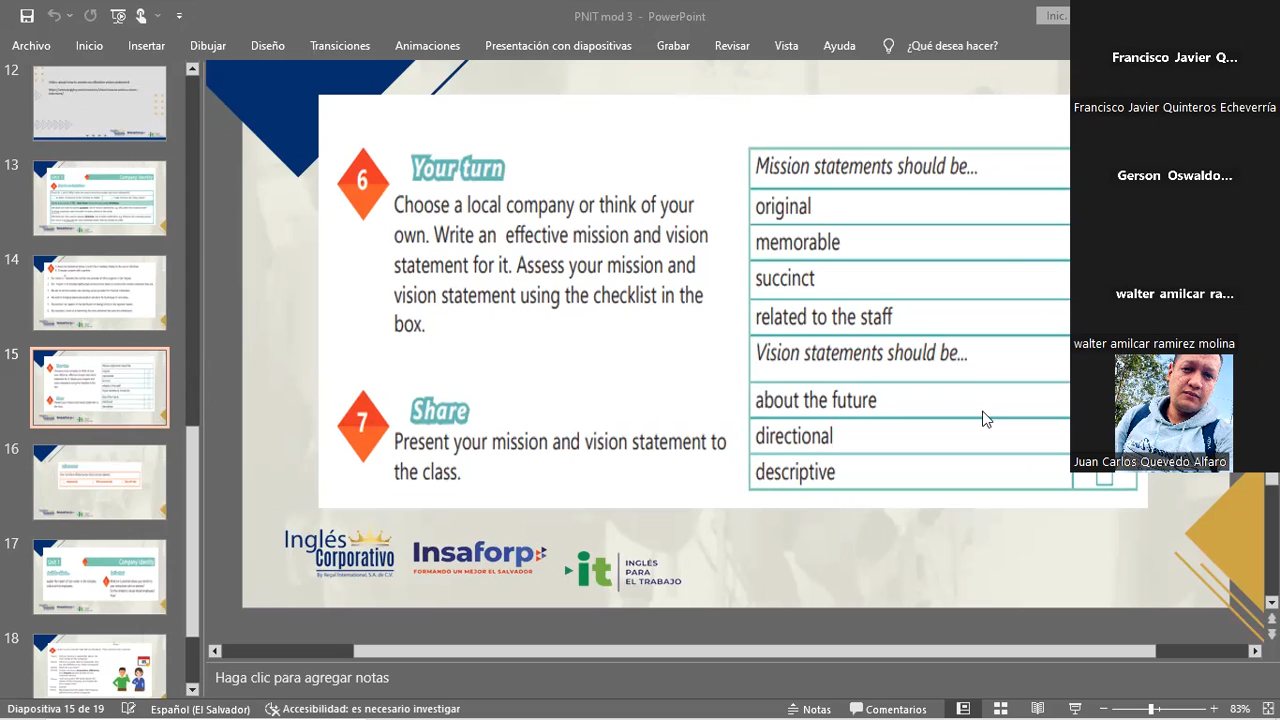 PNIT mod 3 - PowerPoint
Inic.
Archivo Inicio Insertar Dibujar Diseño Transiciones Animaciones Presentación con diapositivas Grabar Revisar Vista Ayuda ¿Qué desea hacer?
12
13
14
15
16
17
18
6
Your turn
Choose a local company or think of your
own. Write an effective mission and vision
statement for it. Assess your mission and
vision statement using the checklist in the
box.
7
Share
Present your mission and vision statement to
the class.
Mission statements should be...
original
memorable
succinct
related to the staff
Vision statements should be...
about the future
directional
descriptive
Inglés
Corporativo
By Regal International, S.A. de C.V.
Insaforp
FORMANDO UN MEJOR EL SALVADOR
it
INGLÉS
PARA
EL TRABAJO
Francisco Javier Q...
Francisco Javier Quinteros Echeverría
Gerson Oswaldo...
walter amilcar r...
walter amilcar ramirez molina
Juan Carlos Quevedo Alfaro
Haga clic para agregar notas
Diapositiva 15 de 19 Español (El Salvador) Accesibilidad: es necesario investigar Notas Comentarios 83%